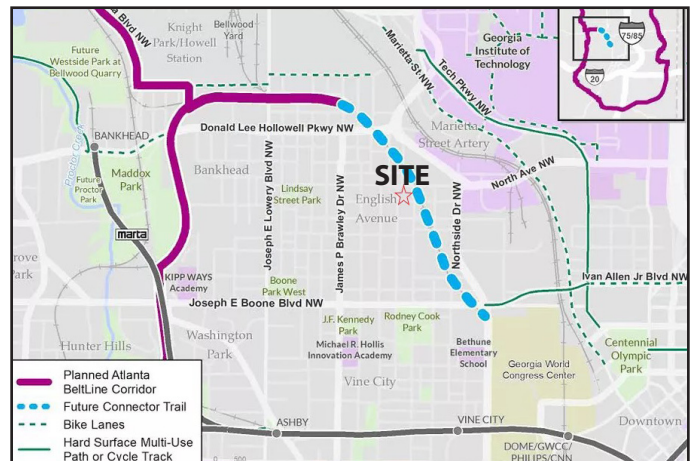 a Blvd NW
Knight
Park/Howell
Station
Bellwood
Yard
Future
Westside Park at
Bellwood Quarry
Marietta St NW
Tech Pkwy NW
Georgia
Institute of
Technology
75/85
20
BANKHEAD
Proctor Creek
Donald Lee Hollowell Pkwy NW
Marietta
Street Artery
Future
Proctor
Park
Maddox
Park
Bankhead
Joseph E Lowery Blvd NW
Lindsay
Street Park
James P Brawley Dr NW
SITE
English
Avenue
Northside Dr NW
North Ave NW
marta
rove
Park
KIPP WAYS
Academy
Boone
Park West
Ivan Allen Jr Blvd NW
Joseph E Boone Blvd NW
J.F. Kennedy
Park
Rodney Cook
Park
Hunter Hills
Washington
Park
Michael R. Hollis
Innovation Academy
Bethune
Elementary
School
Georgia World
Congress Center
Centennial
Olympic
Park
Vine City
Planned Atlanta
BeltLine Corridor
Future Connector Trail
Bike Lanes
Hard Surface Multi-Use
Path or Cycle Track
ASHBY
VINE CITY
Downtown
DOME/GWCC/
PHILIPS/CNN
0 500